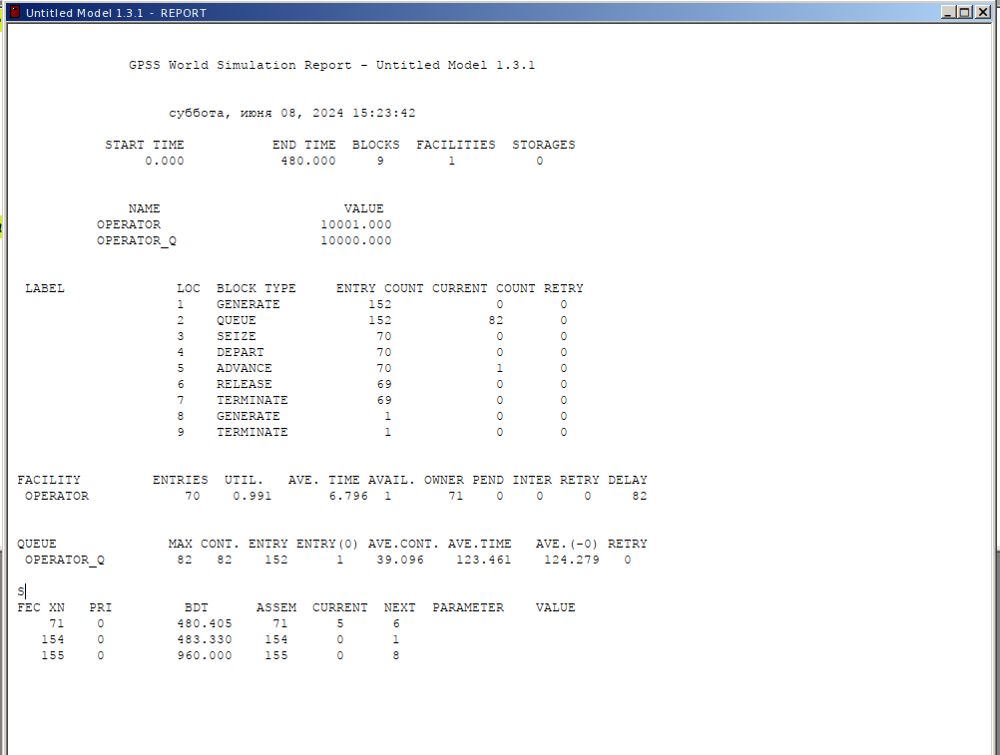 Untitled Model 1.3.1 - REPORT
GPSS World Simulation Report - Untitled Model 1.3.1
суббота, июня 08, 2024 15:23:42
START TIME END TIME BLOCKS FACILITIES STORAGES
0.000 480.000 9 1 0
NAME VALUE
OPERATOR 10001.000
OPERATOR_Q 10000.000
LABEL LOC BLOCK TYPE ENTRY COUNT CURRENT COUNT RETRY
1 GENERATE 152 0 0
2 QUEUE 152 82 0
3 SEIZE 70 0 0
4 DEPART 70 0 0
5 ADVANCE 70 1 0
6 RELEASE 69 0 0
7 TERMINATE 69 0 0
8 GENERATE 1 0 0
9 TERMINATE 1 0 0
FACILITY ENTRIES UTIL. AVE. TIME AVAIL. OWNER PEND INTER RETRY DELAY
OPERATOR 70 0.991 6.796 1 71 0 0 0 82
QUEUE MAX CONT. ENTRY ENTRY(0) AVE.CONT. AVE.TIME AVE.(-0) RETRY
OPERATOR_Q 82 82 152 1 39.096 123.461 124.279 0
S
FEC XN PRI BDT ASSEM CURRENT NEXT PARAMETER VALUE
71 0 480.405 71 5 6
154 0 483.330 154 0 1
155 0 960.000 155 0 8